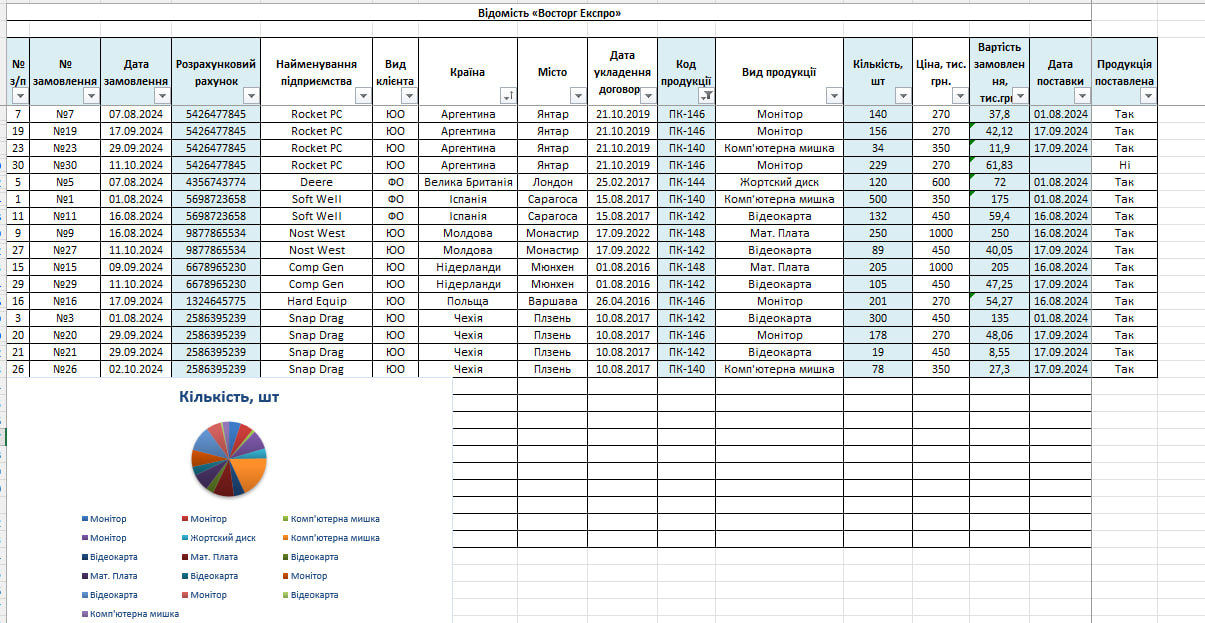 Відомість «Восторг Експро»
№ з/п № замовлення Дата замовлення Розрахунковий рахунок Найменування підприємства Вид клієнта Країна Місто Дата укладення договор Код продукції Вид продукції Кількість, шт Ціна, тис. грн. Вартість замовлен ня, тис.грн Дата поставки Продукція поставлена
7 №7 07.08.2024 5426477845 Rocket PC ЮО Аргентина Янтар 21.10.2019 ПК-146 Монітор 140 270 37,8 01.08.2024 Так
19 №19 17.09.2024 5426477845 Rocket PC ЮО Аргентина Янтар 21.10.2019 ПК-146 Монітор 156 270 42,12 17.09.2024 Так
23 №23 29.09.2024 5426477845 Rocket PC ЮО Аргентина Янтар 21.10.2019 ПК-140 Комп'ютерна мишка 34 350 11,9 17.09.2024 Так
30 №30 11.10.2024 5426477845 Rocket PC ЮО Аргентина Янтар 21.10.2019 ПК-146 Монітор 229 270 61,83 Ні
5 №5 07.08.2024 4356743774 Deere ФО Велика Британія Лондон 25.02.2017 ПК-144 Жортский диск 120 600 72 01.08.2024 Так
1 №1 01.08.2024 5698723658 Soft Well ФО Іспанія Сарагоса 15.08.2017 ПК-140 Комп'ютерна мишка 500 350 175 01.08.2024 Так
11 №11 16.08.2024 5698723658 Soft Well ФО Іспанія Сарагоса 15.08.2017 ПК-142 Відеокарта 132 450 59,4 16.08.2024 Так
9 №9 16.08.2024 9877865534 Nost West ЮО Молдова Монастир 17.09.2022 ПК-148 Мат. Плата 250 1000 250 16.08.2024 Так
27 №27 11.10.2024 9877865534 Nost West ЮО Молдова Монастир 17.09.2022 ПК-142 Відеокарта 89 450 40,05 17.09.2024 Так
15 №15 09.09.2024 6678965230 Comp Gen ЮО Нідерланди Мюнхен 01.08.2016 ПК-148 Мат. Плата 205 1000 205 16.08.2024 Так
29 №29 11.10.2024 6678965230 Comp Gen ЮО Нідерланди Мюнхен 01.08.2016 ПК-142 Відеокарта 105 450 47,25 17.09.2024 Так
16 №16 17.09.2024 1324645775 Hard Equip ЮО Польща Варшава 26.04.2016 ПК-146 Монітор 201 270 54,27 16.08.2024 Так
3 №3 01.08.2024 2586395239 Snap Drag ЮО Чехія Плзень 10.08.2017 ПК-142 Відеокарта 300 450 135 01.08.2024 Так
20 №20 29.09.2024 2586395239 Snap Drag ЮО Чехія Плзень 10.08.2017 ПК-146 Монітор 178 270 48,06 17.09.2024 Так
21 №21 29.09.2024 2586395239 Snap Drag ЮО Чехія Плзень 10.08.2017 ПК-142 Відеокарта 19 450 8,55 17.09.2024 Так
26 №26 02.10.2024 2586395239 Snap Drag ЮО Чехія Плзень 10.08.2017 ПК-140 Комп'ютерна мишка 78 350 27,3 17.09.2024 Так
Кількість, шт
Монітор Монітор Комп'ютерна мишка
Монітор Жортский диск Комп'ютерна мишка
Відеокарта Мат. Плата Відеокарта
Мат. Плата Відеокарта Монітор
Відеокарта Монітор Відеокарта
Комп'ютерна мишка